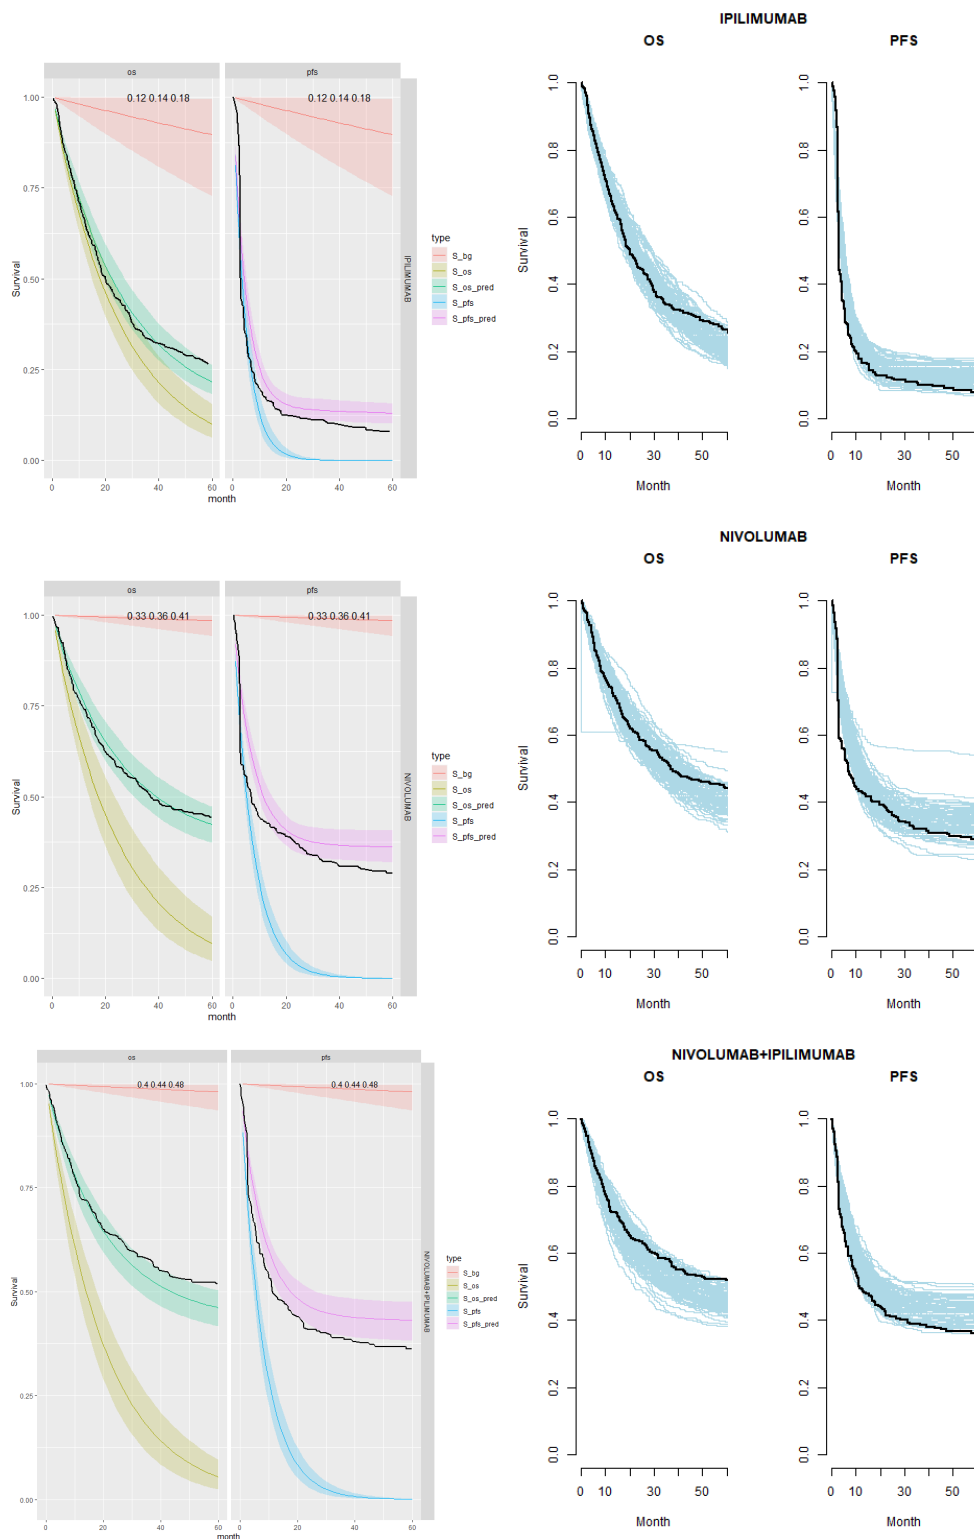 IPILIMUMAB
OS PFS
os pfs
0.12 0.14 0.18 0.12 0.14 0.18
Survival
1.00
0.75
0.50
0.25
0.00
0 20 40 60 0 20 40 60
month
IPILIMUMAB
type
S_bg
S_os
S_os_pred
S_pfs
S_pfs_pred
Survival
1.0
0.8
0.6
0.4
0.2
0.0
0 10 30 50
Month
1.0
0.8
0.6
0.4
0.2
0.0
0 10 30 50
Month
NIVOLUMAB
OS PFS
os pfs
0.33 0.36 0.41 0.33 0.36 0.41
Survival
1.00
0.75
0.50
0.25
0.00
0 20 40 60 0 20 40 60
month
NIVOLUMAB
type
S_bg
S_os
S_os_pred
S_pfs
S_pfs_pred
Survival
1.0
0.8
0.6
0.4
0.2
0.0
0 10 30 50
Month
1.0
0.8
0.6
0.4
0.2
0.0
0 10 30 50
Month
NIVOLUMAB+IPILIMUMAB
OS PFS
os pfs
0.4 0.44 0.48 0.4 0.44 0.48
Survival
1.00
0.75
0.50
0.25
0.00
0 20 40 60 0 20 40 60
month
NIVOLUMAB+IPILIMUMAB
type
S_bg
S_os
S_os_pred
S_pfs
S_pfs_pred
Survival
1.0
0.8
0.6
0.4
0.2
0.0
0 10 30 50
Month
1.0
0.8
0.6
0.4
0.2
0.0
0 10 30 50
Month